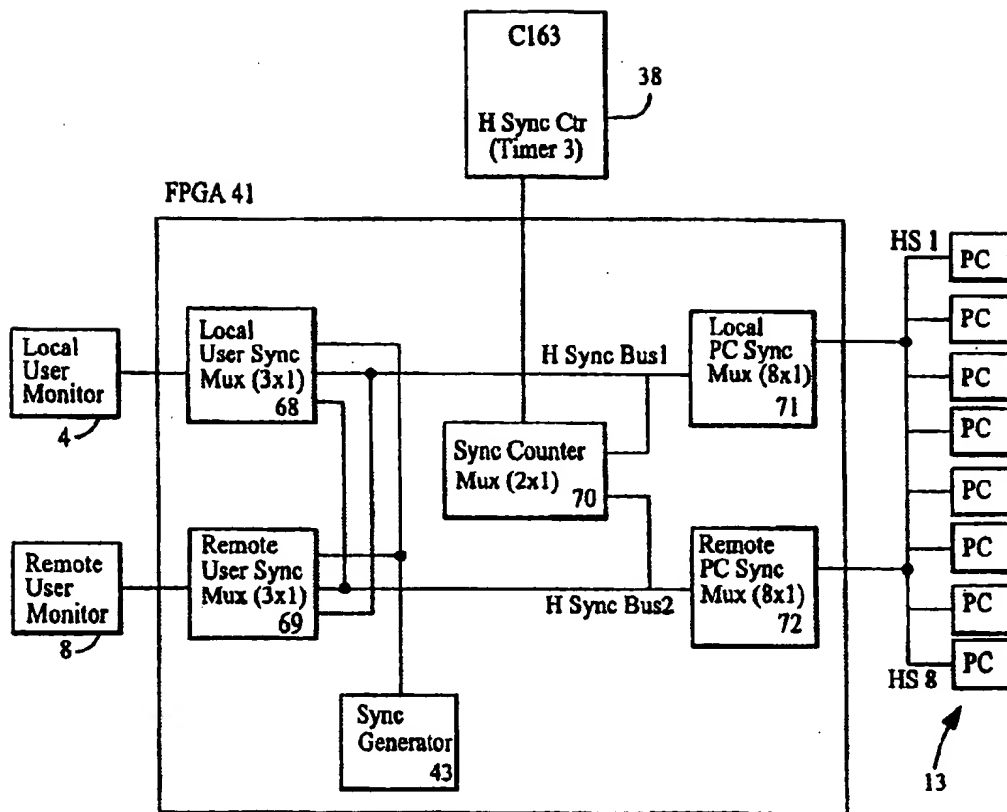 C163
H Sync Ctr
(Timer 3)
38
FPGA 41
Local
User
Monitor
4
Local
User Sync
Mux (3x1)
68
H Sync Bus1
Local
PC Sync
Mux (8x1)
71
HS 1
PC
PC
PC
PC
PC
PC
PC
PC
HS 8
13
Sync Counter
Mux (2x1)
70
Remote
User
Monitor
8
Remote
User Sync
Mux (3x1)
69
H Sync Bus2
Remote
PC Sync
Mux (8x1)
72
Sync
Generator
43